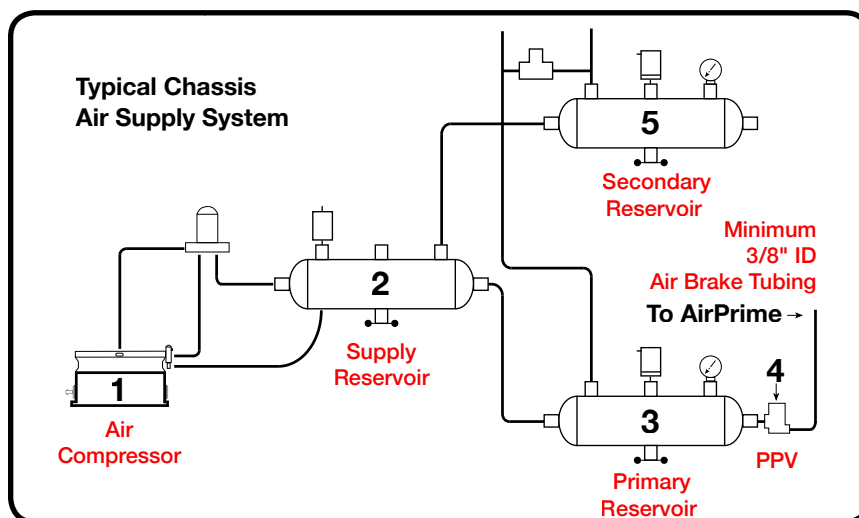 Typical Chassis
Air Supply System
5
Secondary
Reservoir
Minimum
3/8" ID
Air Brake Tubing
To AirPrime
2
Supply
Reservoir
1
Air
Compressor
4
3
PPV
Primary
Reservoir